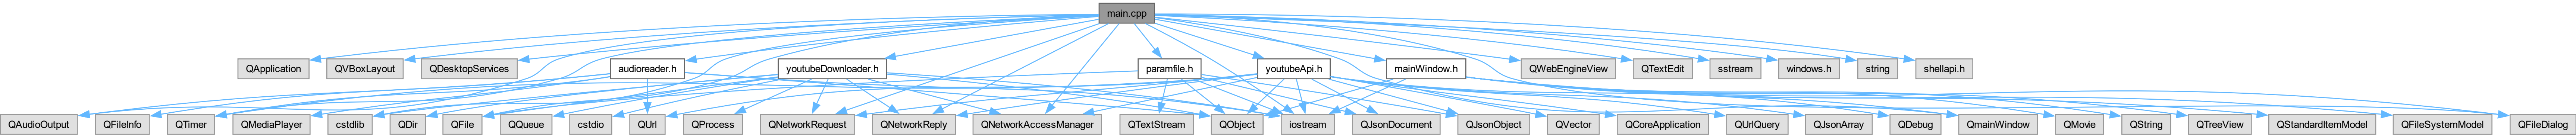 main.cpp
QApplication QVBoxLayout QDesktopServices audioreader.h youtubeDownloader.h paramfile.h youtubeApi.h mainWindow.h QWebEngineView QTextEdit sstream windows.h string shellapi.h
QAudioOutput QFileInfo QTimer QMediaPlayer cstdlib QDir QFile QQueue cstdio QUrl QProcess QNetworkRequest QNetworkReply QNetworkAccessManager QTextStream QObject iostream QJsonDocument QJsonObject QVector QCoreApplication QUrlQuery QJsonArray QDebug QmainWindow QMovie QString QTreeView QStandardItemModel QFileSystemModel QFileDialog